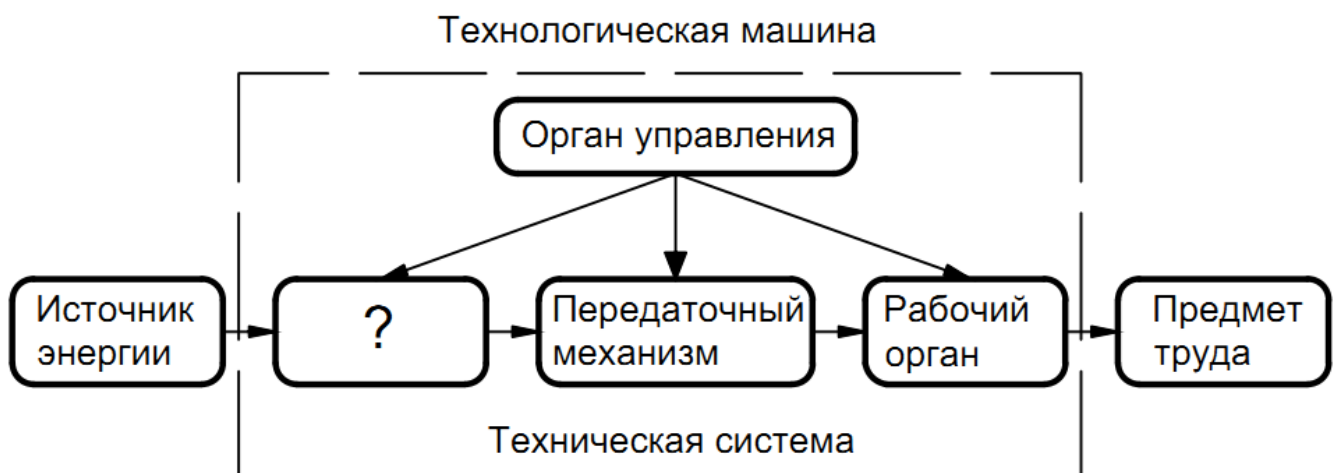 Технологическая машина
Орган управления
Источник
энергии
?
Передаточный
механизм
Рабочий
орган
Предмет
труда
Техническая система